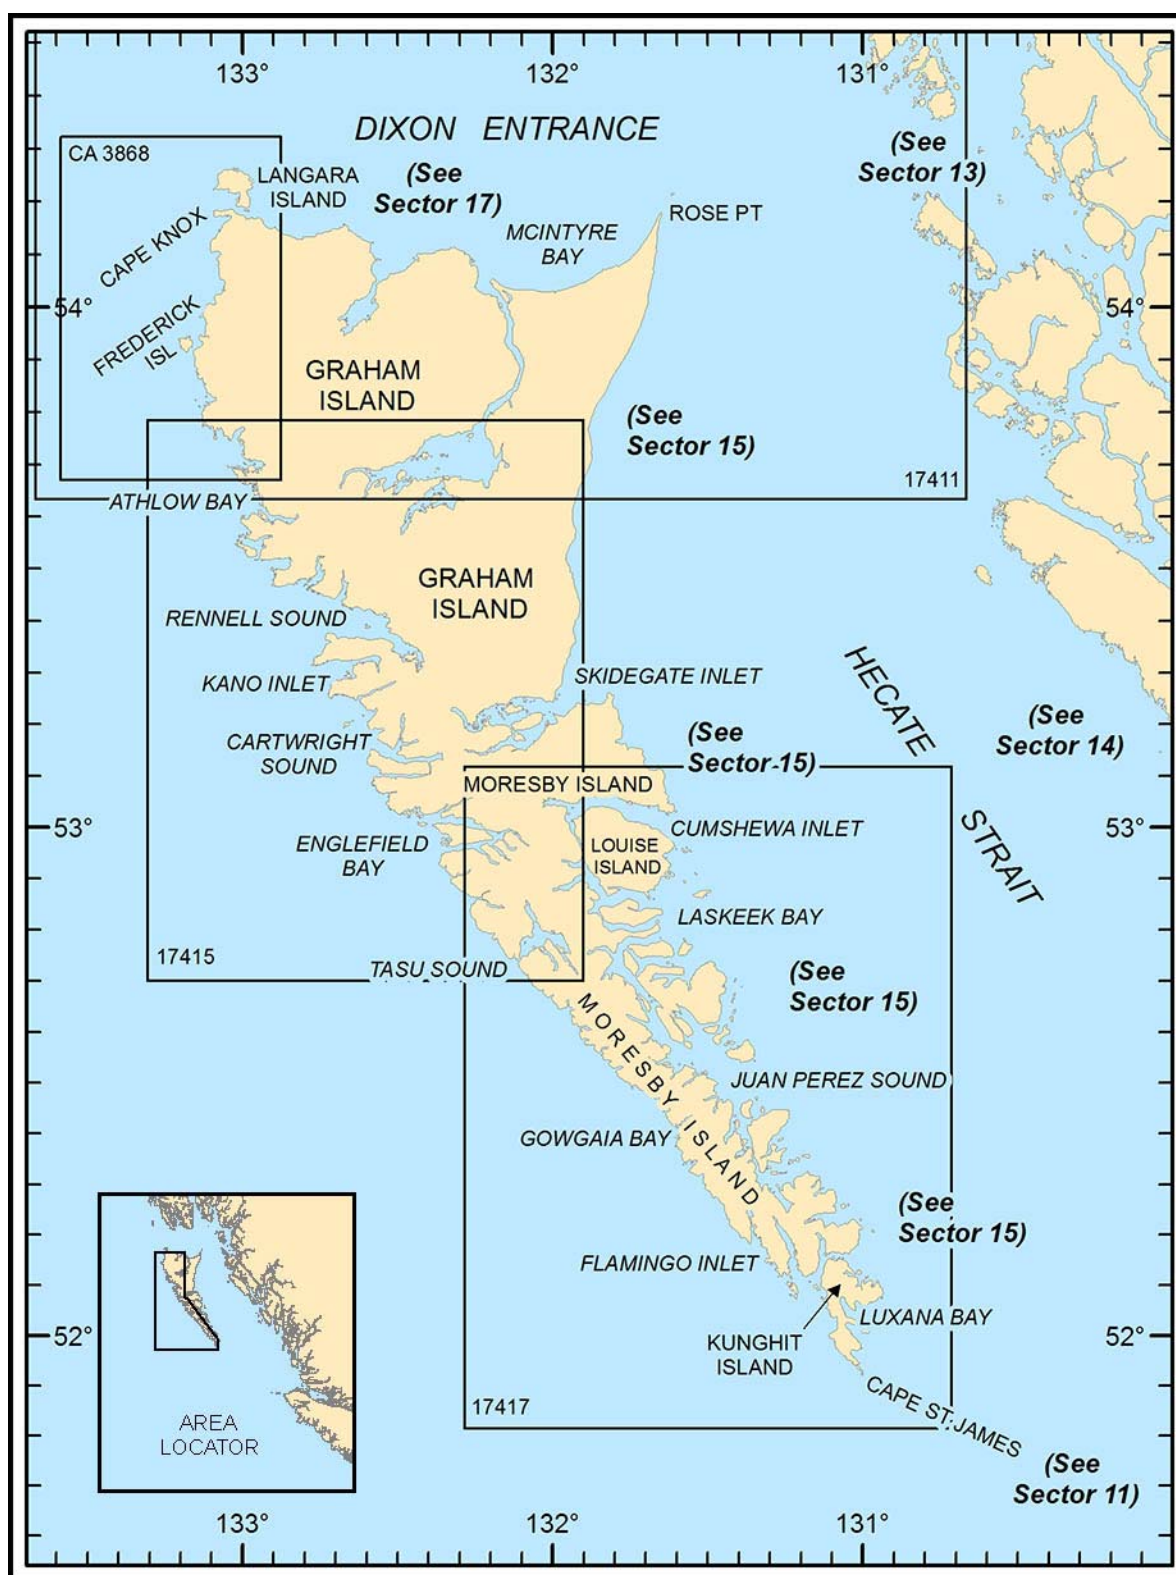 133°
132°
131°
DIXON ENTRANCE
(See
Sector 13)
CA 3868
LANGARA
ISLAND
(See
Sector 17)
CAPE KNOX
MCINTYRE
BAY
ROSE PT
54°
54°
FREDERICK
ISL
GRAHAM
ISLAND
(See
Sector 15)
17411
ATHLOW BAY
GRAHAM
ISLAND
RENNELL SOUND
KANO INLET
SKIDEGATE INLET
HECATE
STRAIT
(See
Sector 14)
CARTWRIGHT
SOUND
(See
Sector 15)
MORESBY ISLAND
53°
53°
ENGLEFIELD
BAY
CUMSHEWA INLET
LOUISE
ISLAND
LASKEEK BAY
17415
TASU SOUND
(See
Sector 15)
MORESBY ISLAND
JUAN PEREZ SOUND
GOWGAIA BAY
(See
Sector 15)
FLAMINGO INLET
LUXANA BAY
52°
52°
KUNGHIT
ISLAND
CAPE ST. JAMES
17417
AREA
LOCATOR
(See
Sector 11)
133°
132°
131°